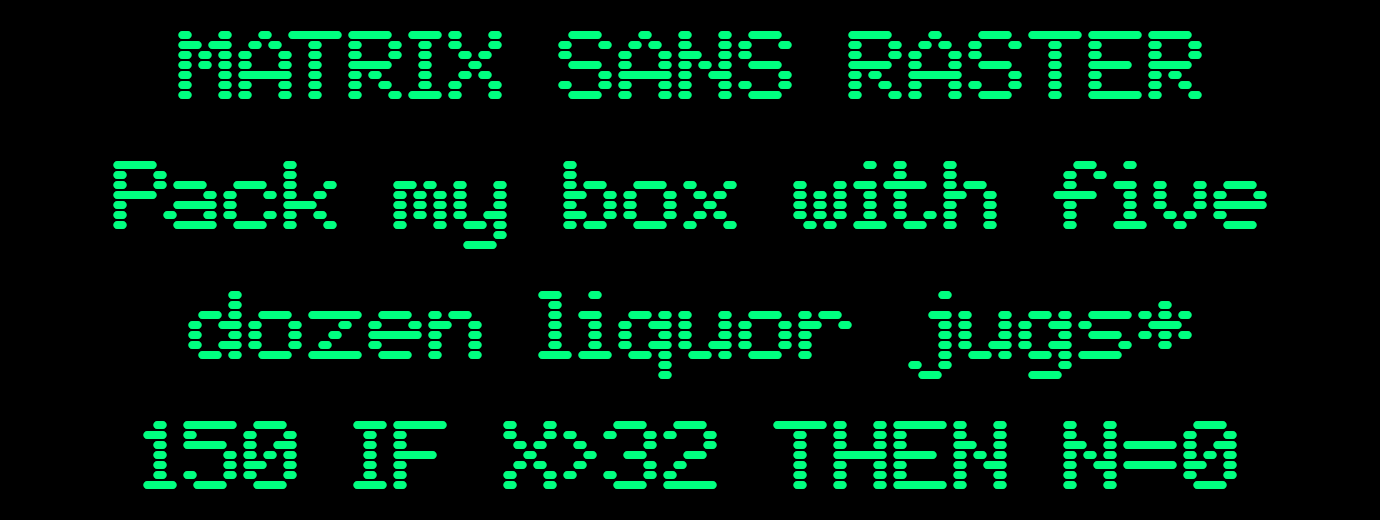 MATRIX SANS RASTER
Pack my box with five
dozen liquor jugs*
150 IF X>32 THEN N=0